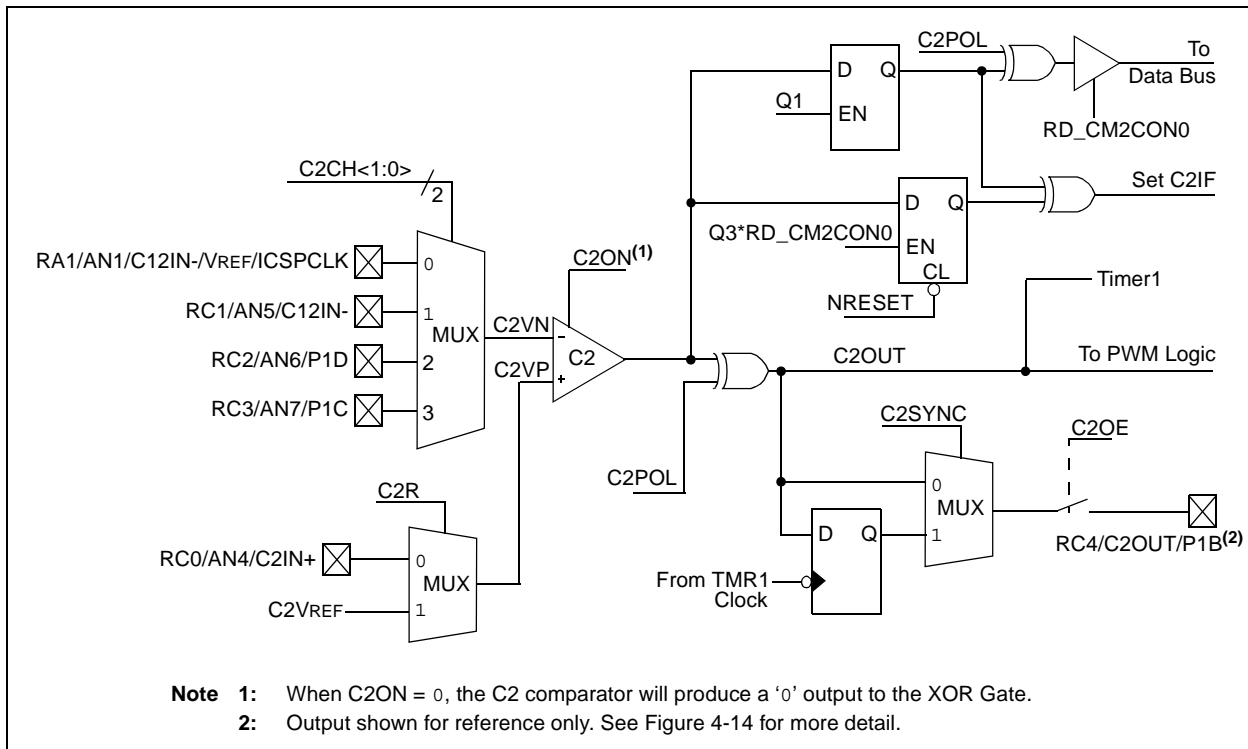 C2POL
To
Data Bus
D Q
Q1
EN
RD_CM2CON0
C2CH<1:0>
2
Set C2IF
D Q
Q3*RD_CM2CON0
EN
CL
NRESET
C2ON(1)
RA1/AN1/C12IN-/VREF/ICSPCLK
0
Timer1
RC1/AN5/C12IN-
1
MUX
C2VN
-
C2
RC2/AN6/P1D
2
C2VP
+
C2OUT
To PWM Logic
RC3/AN7/P1C
3
C2SYNC
C2OE
C2POL
0
MUX
1
C2R
D Q
RC4/C2OUT/P1B(2)
RC0/AN4/C2IN+
0
MUX
From TMR1
Clock
C2VREF
1
Note 1: When C2ON = 0, the C2 comparator will produce a ‘0’ output to the XOR Gate.
2: Output shown for reference only. See Figure 4-14 for more detail.